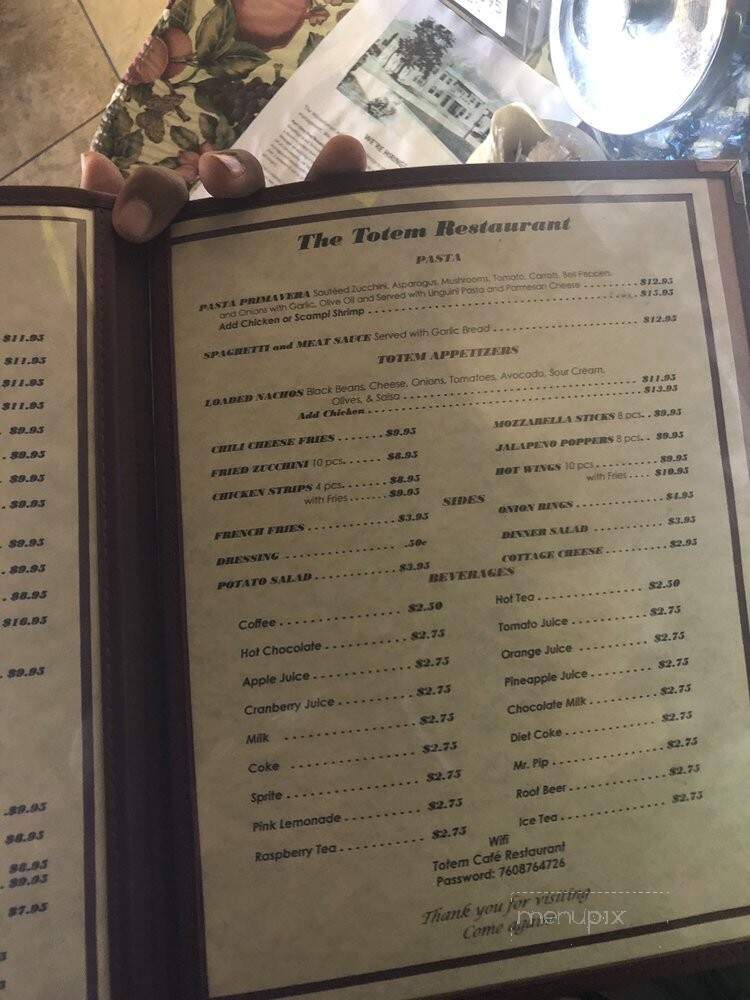 WE'RE HIRING
The Totem Restaurant
PASTA
PASTA PRIMAVERA Sautéed Zucchini, Asparagus, Mushrooms, Tomato, Carrots, Bell Peppers,
and Onions with Garlic, Olive Oil and Served with Linguini Pasta and Parmesan Cheese $12.95
Add Chicken or Scampi Shrimp $15.95
SPAGHETTI and MEAT SAUCE Served with Garlic Bread $12.95
TOTEM APPETIZERS
LOADED NACHOS Black Beans, Cheese, Onions, Tomatoes, Avocado, Sour Cream,
Olives, & Salsa $11.95
Add Chicken $13.95
CHILI CHEESE FRIES $9.95
FRIED ZUCCHINI 10 pcs. $8.95
CHICKEN STRIPS 4 pcs. $8.95
with Fries $9.95
MOZZARELLA STICKS 8 pcs. $9.95
JALAPENO POPPERS 8 pcs. $9.95
HOT WINGS 10 pcs $9.95
with Fries $10.95
SIDES
FRENCH FRIES $3.95
DRESSING .50c
POTATO SALAD $3.95
ONION RINGS $4.95
DINNER SALAD $3.95
COTTAGE CHEESE $2.95
BEVERAGES
Coffee $2.50
Hot Chocolate $2.75
Apple Juice $2.75
Cranberry Juice $2.75
Milk $2.75
Coke $2.75
Sprite $2.75
Pink Lemonade $2.75
Raspberry Tea $2.75
Hot Tea $2.50
Tomato Juice $2.75
Orange Juice $2.75
Pineapple Juice $2.75
Chocolate Milk $2.75
Diet Coke $2.75
Mr. Pip $2.75
Root Beer $2.75
Ice Tea $2.75
Wifi
Totem Café Restaurant
Password: 7608764726
Thank you for visiting
Come again
menupix
$11.95
$11.95
$11.95
$11.95
$9.95
$9.95
$9.95
$9.95
$9.95
$9.95
$8.95
$16.95
$9.95
$9.95
$8.95
$8.95
$9.95
$7.95